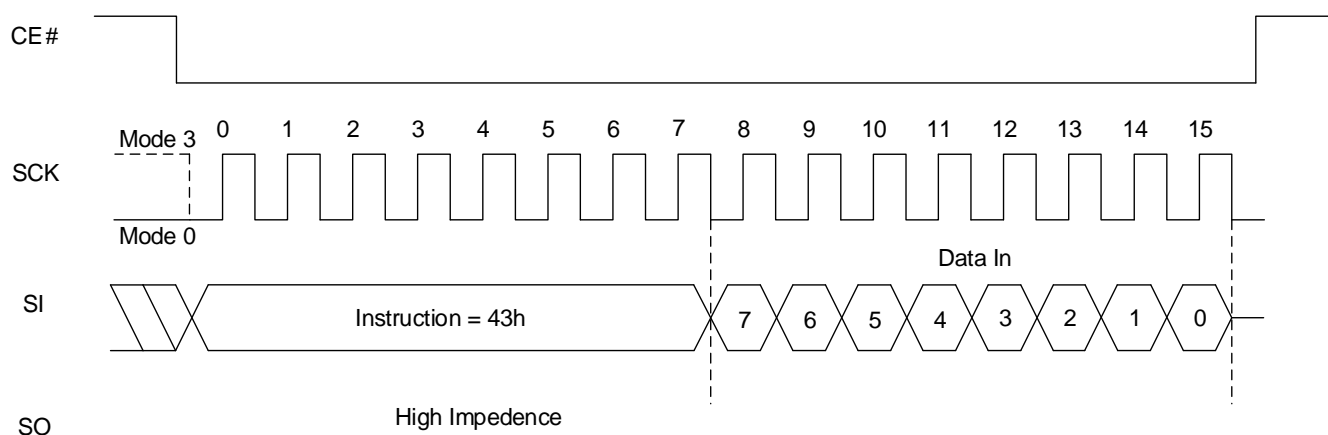 CE#
0 1 2 3 4 5 6 7 8 9 10 11 12 13 14 15
Mode 3
SCK
Mode 0
Data In
SI
Instruction = 43h
7 6 5 4 3 2 1 0
High Impedence
SO